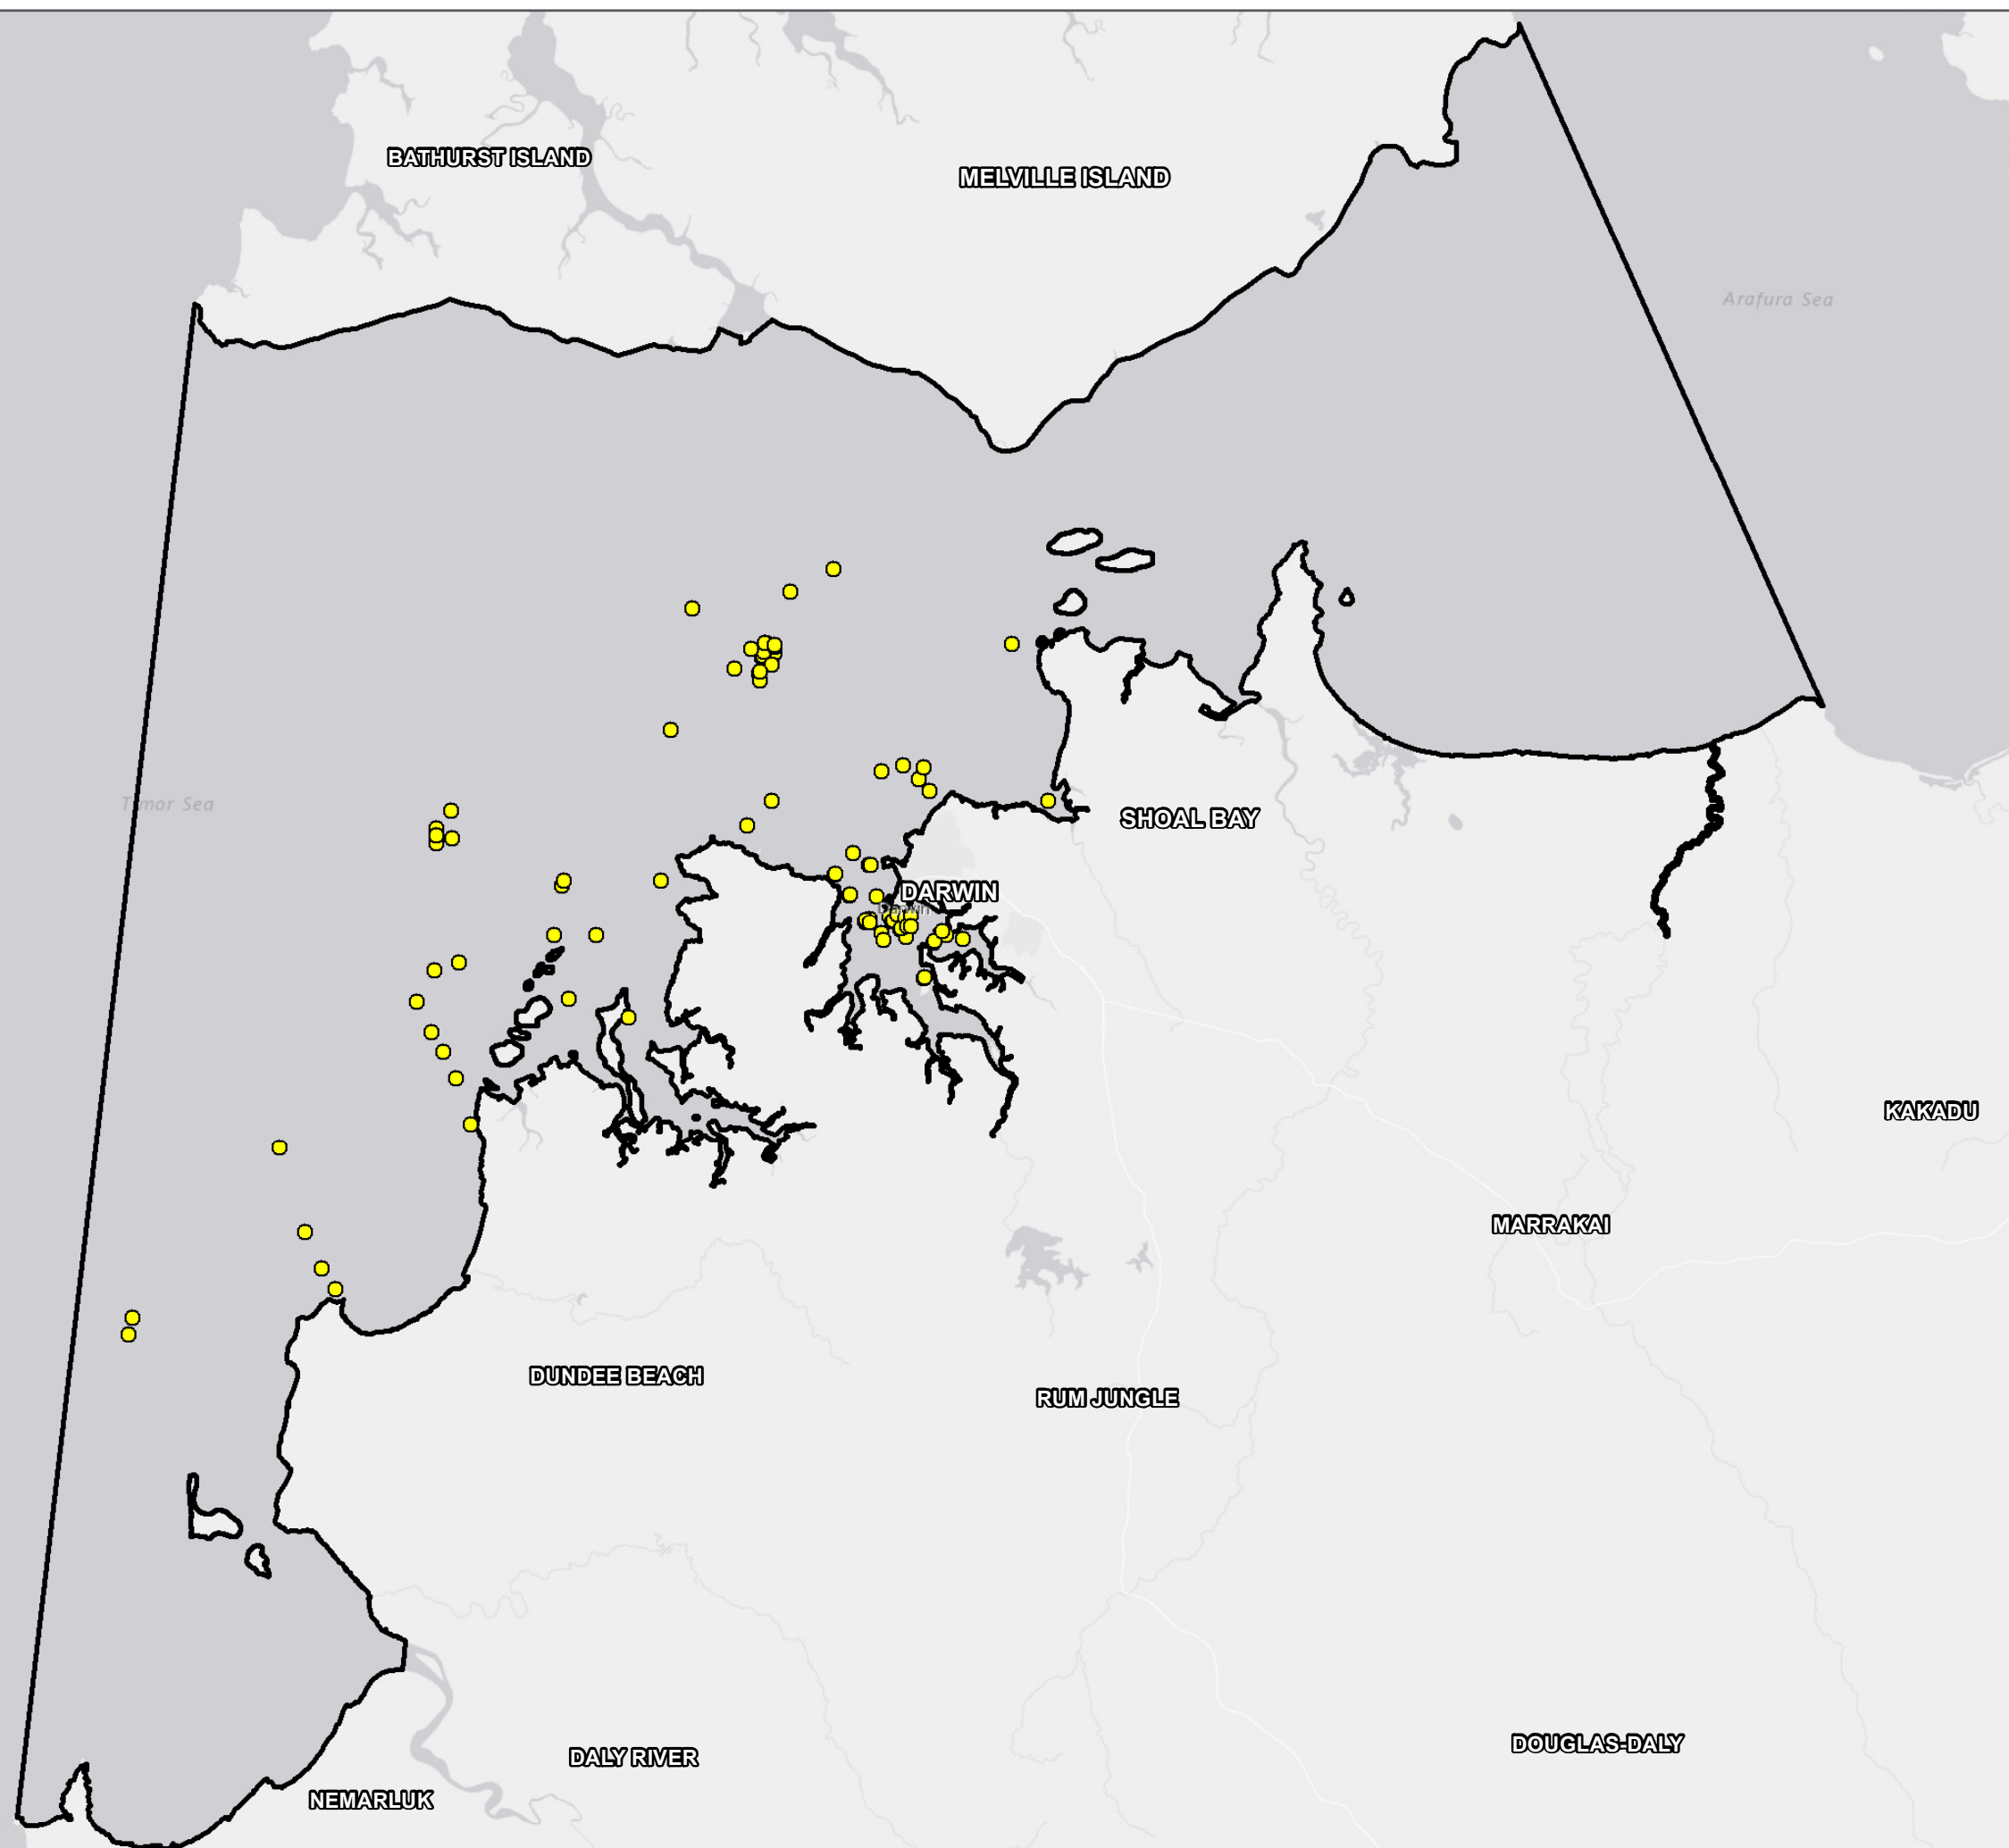 BATHURST ISLAND
MELVILLE ISLAND
Arafura Sea
Timor Sea
SHOAL BAY
DARWIN
Darwin
KAKADU
MARRAKAI
DUNDEE BEACH
RUM JUNGLE
DOUGLAS-DALY
DALY RIVER
NEMARLUK